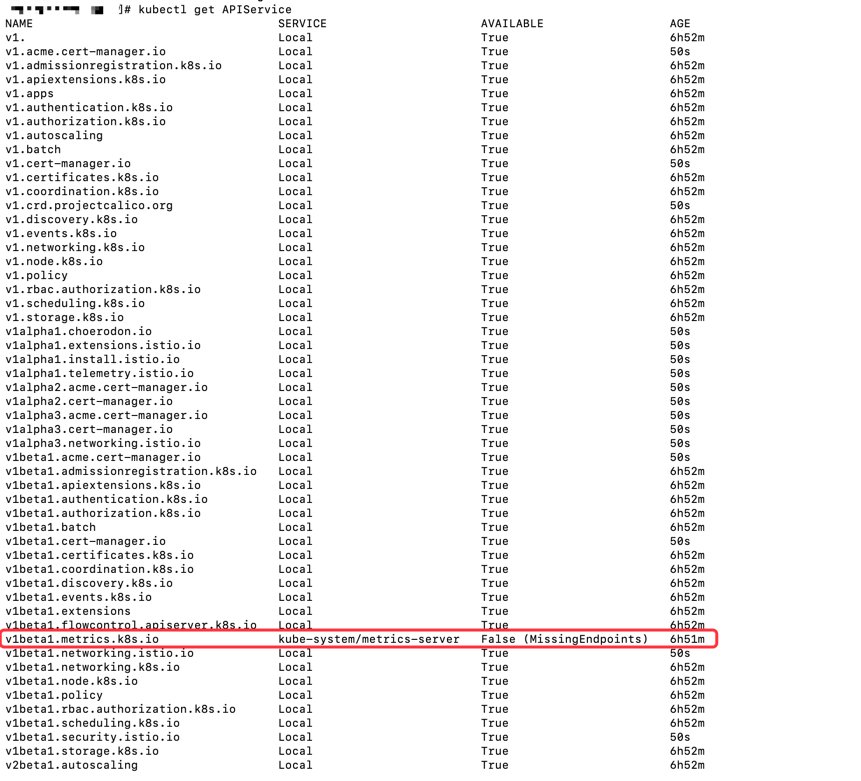 ]# kubectl get APIService
NAME SERVICE AVAILABLE AGE
v1. Local True 6h52m
v1.acme.cert-manager.io Local True 50s
v1.admissionregistration.k8s.io Local True 6h52m
v1.apiextensions.k8s.io Local True 6h52m
v1.apps Local True 6h52m
v1.authentication.k8s.io Local True 6h52m
v1.authorization.k8s.io Local True 6h52m
v1.autoscaling Local True 6h52m
v1.batch Local True 6h52m
v1.cert-manager.io Local True 50s
v1.certificates.k8s.io Local True 6h52m
v1.coordination.k8s.io Local True 6h52m
v1.crd.projectcalico.org Local True 50s
v1.discovery.k8s.io Local True 6h52m
v1.events.k8s.io Local True 6h52m
v1.networking.k8s.io Local True 6h52m
v1.node.k8s.io Local True 6h52m
v1.policy Local True 6h52m
v1.rbac.authorization.k8s.io Local True 6h52m
v1.scheduling.k8s.io Local True 6h52m
v1.storage.k8s.io Local True 6h52m
v1alpha1.choerodon.io Local True 50s
v1alpha1.extensions.istio.io Local True 50s
v1alpha1.install.istio.io Local True 50s
v1alpha1.telemetry.istio.io Local True 50s
v1alpha2.acme.cert-manager.io Local True 50s
v1alpha2.cert-manager.io Local True 50s
v1alpha3.acme.cert-manager.io Local True 50s
v1alpha3.cert-manager.io Local True 50s
v1alpha3.networking.istio.io Local True 50s
v1beta1.acme.cert-manager.io Local True 50s
v1beta1.admissionregistration.k8s.io Local True 6h52m
v1beta1.apiextensions.k8s.io Local True 6h52m
v1beta1.authentication.k8s.io Local True 6h52m
v1beta1.authorization.k8s.io Local True 6h52m
v1beta1.batch Local True 6h52m
v1beta1.cert-manager.io Local True 50s
v1beta1.certificates.k8s.io Local True 6h52m
v1beta1.coordination.k8s.io Local True 6h52m
v1beta1.discovery.k8s.io Local True 6h52m
v1beta1.events.k8s.io Local True 6h52m
v1beta1.extensions Local True 6h52m
v1beta1.flowcontrol.apiserver.k8s.io Local True 6h52m
v1beta1.metrics.k8s.io kube-system/metrics-server False (MissingEndpoints) 6h51m
v1beta1.networking.istio.io Local True 50s
v1beta1.networking.k8s.io Local True 6h52m
v1beta1.node.k8s.io Local True 6h52m
v1beta1.policy Local True 6h52m
v1beta1.rbac.authorization.k8s.io Local True 6h52m
v1beta1.scheduling.k8s.io Local True 6h52m
v1beta1.security.istio.io Local True 50s
v1beta1.storage.k8s.io Local True 6h52m
v2beta1.autoscaling Local True 6h52m